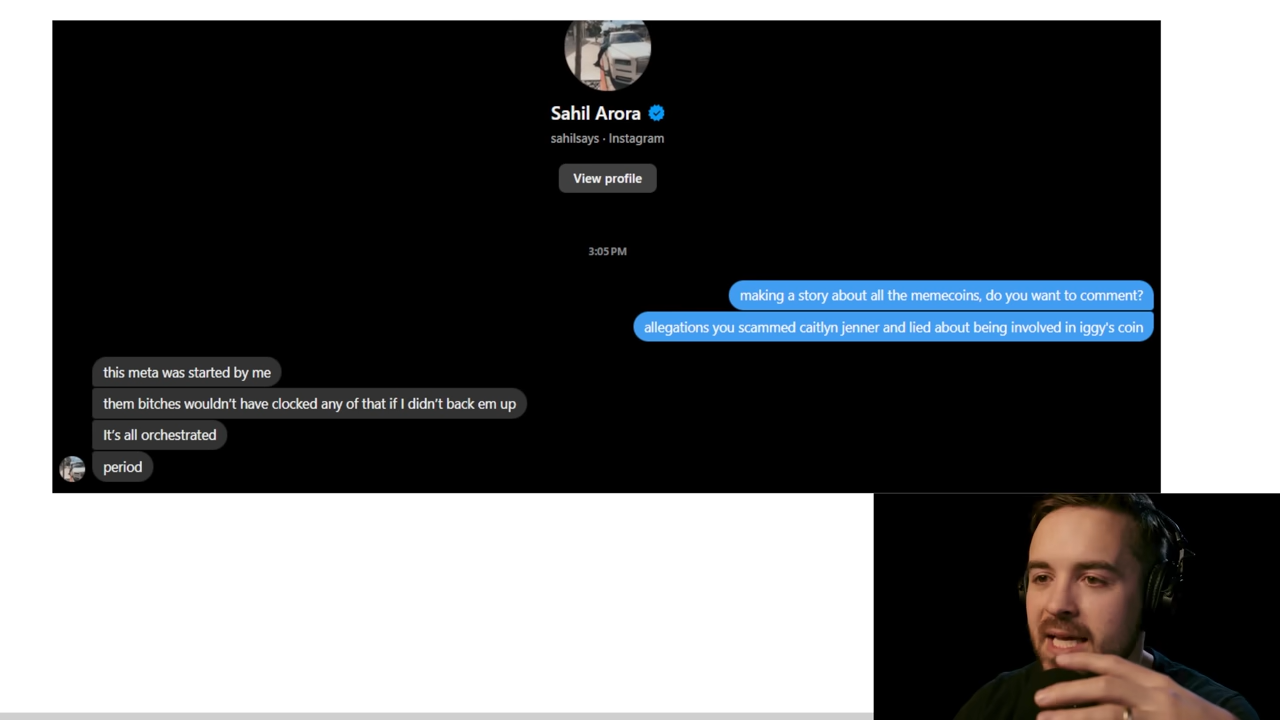 Sahil Arora
sahilsays · Instagram
View profile
3:05 PM
making a story about all the memecoins, do you want to comment?
allegations you scammed caitlyn jenner and lied about being involved in iggy's coin
this meta was started by me
them bitches wouldn’t have clocked any of that if I didn’t back em up
It’s all orchestrated
period